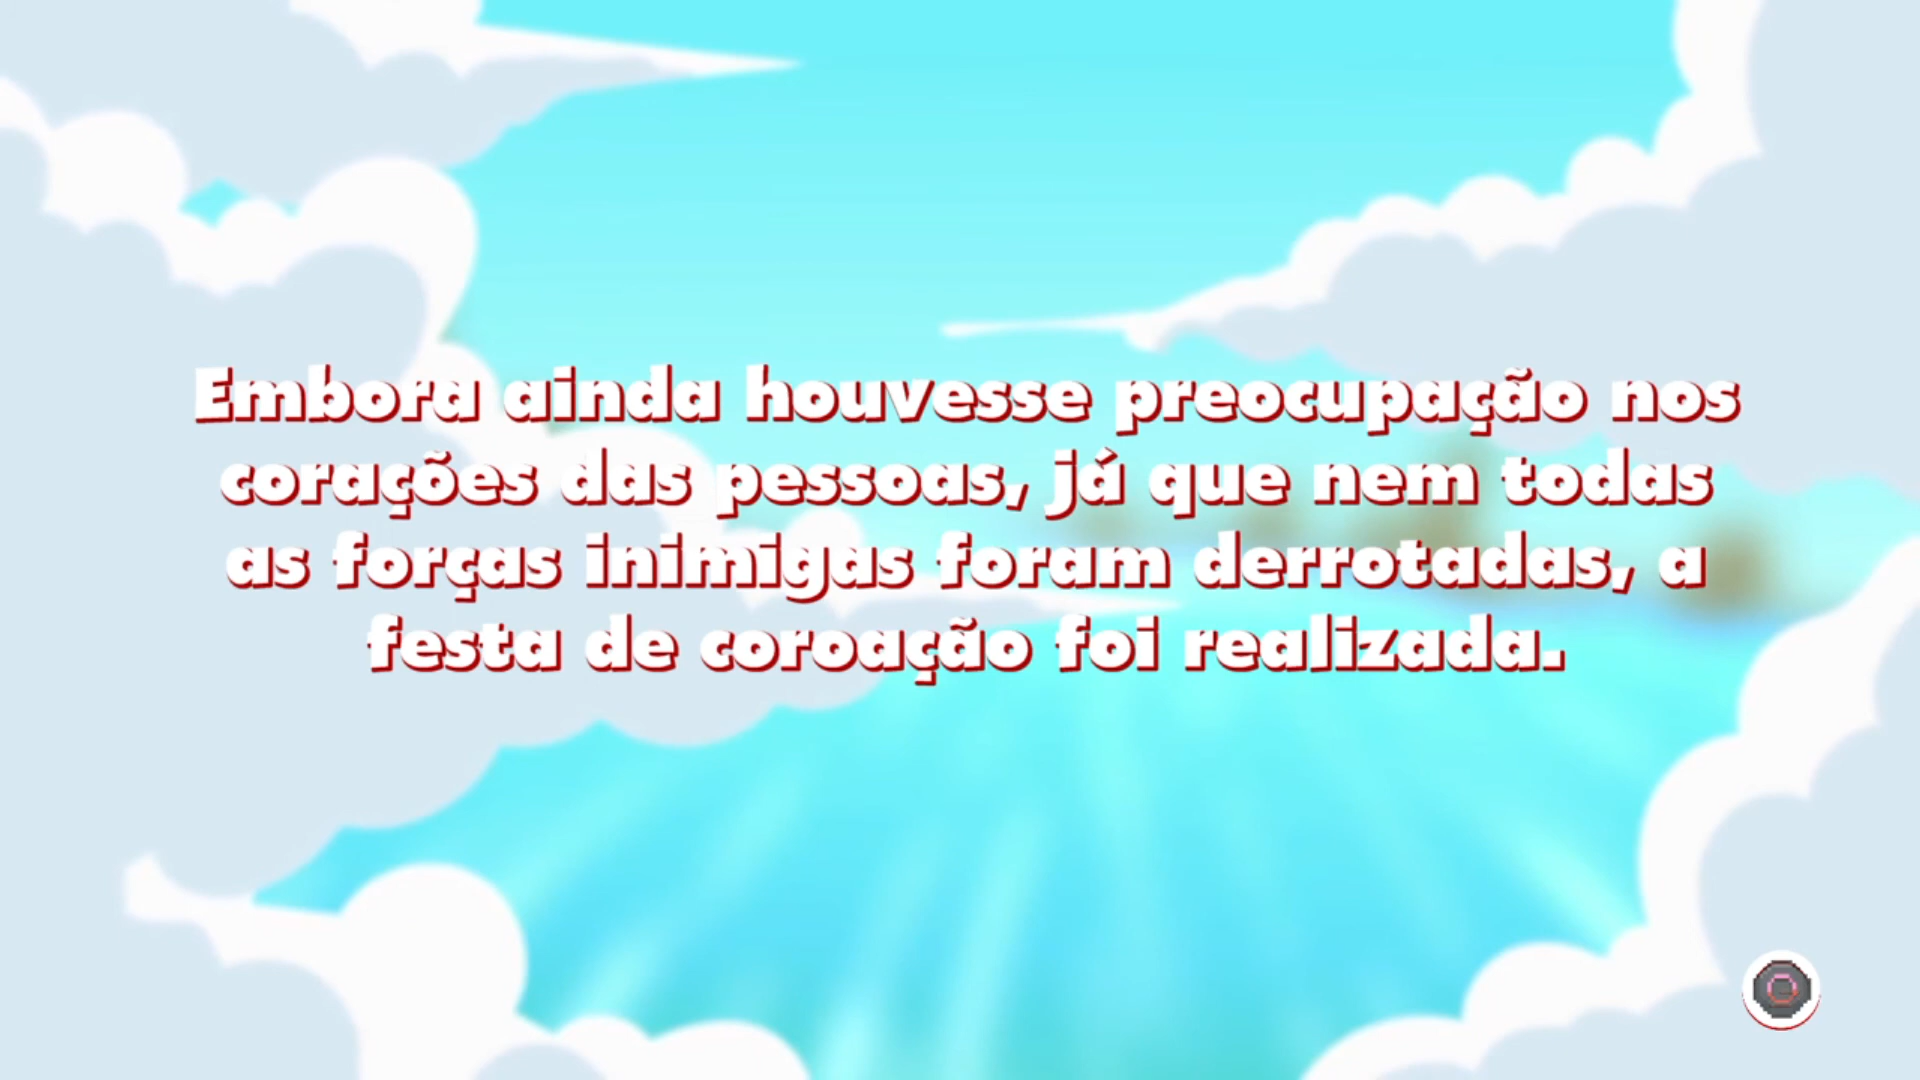 Embora ainda houvesse preocupação nos
corações das pessoas, já que nem todas
as forças inimigas foram derrotadas, a
festa de coroação foi realizada.